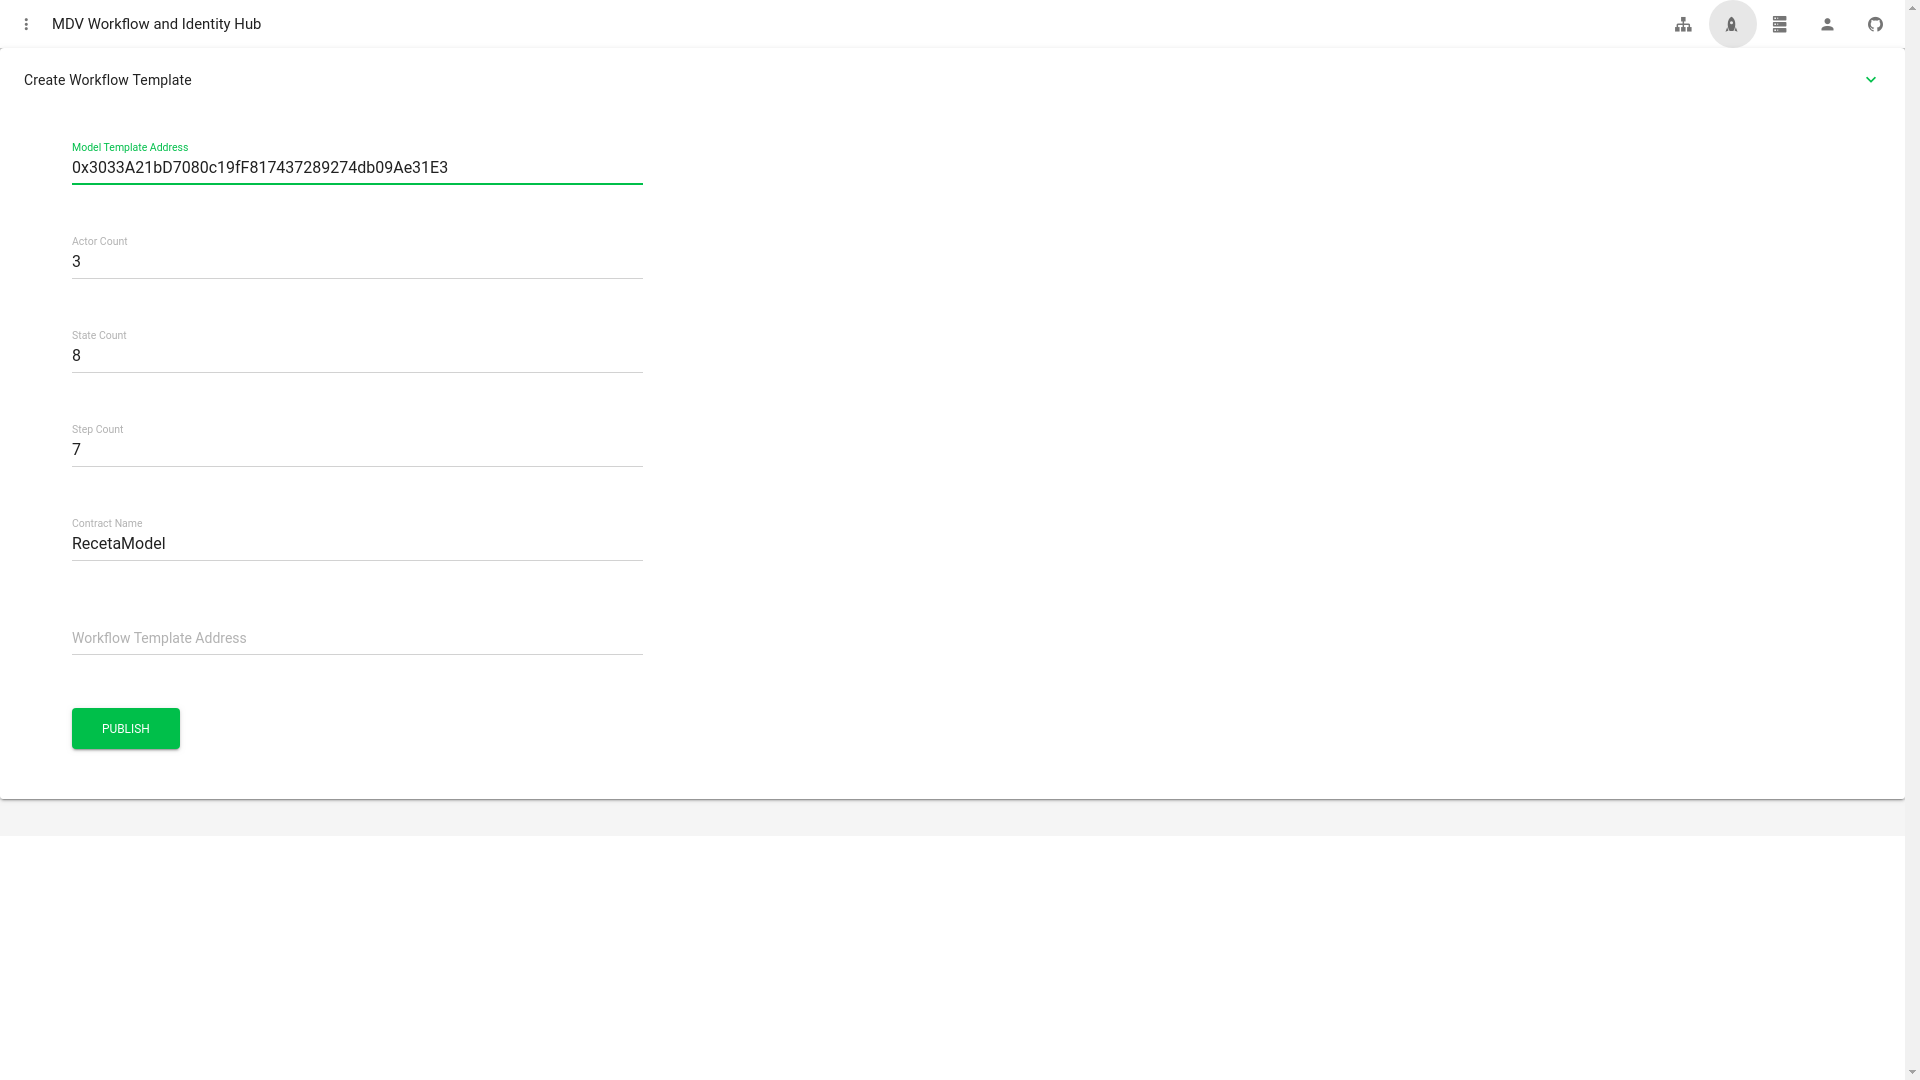 MDV Workflow and Identity Hub
Create Workflow Template
Model Template Address
0x3033A21bD7080c19fF817437289274db09Ae31E3
Actor Count
3
State Count
8
Step Count
7
Contract Name
RecetaModel
Workflow Template Address
PUBLISH